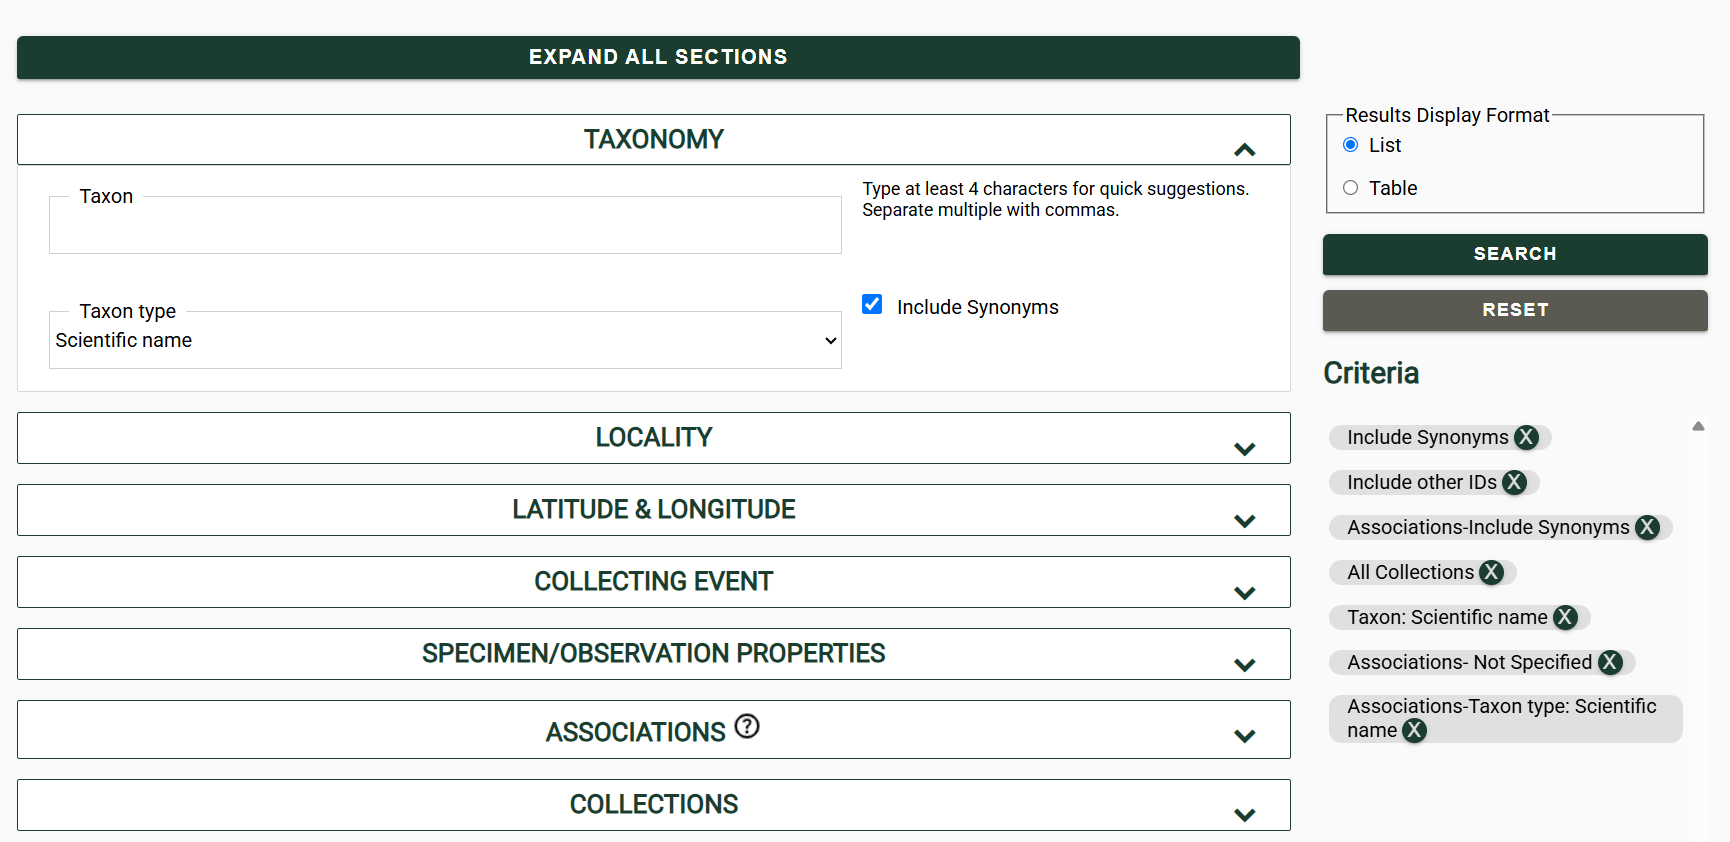 EXPAND ALL SECTIONS
TAXONOMY
Taxon
Type at least 4 characters for quick suggestions.
Separate multiple with commas.
Taxon type
Scientific name
Include Synonyms
LOCALITY
LATITUDE & LONGITUDE
COLLECTING EVENT
SPECIMEN/OBSERVATION PROPERTIES
ASSOCIATIONS ?
COLLECTIONS
Results Display Format
List
Table
SEARCH
RESET
Criteria
Include Synonyms X
Include other IDs X
Associations-Include Synonyms X
All Collections X
Taxon: Scientific name X
Associations- Not Specified X
Associations-Taxon type: Scientific
name X